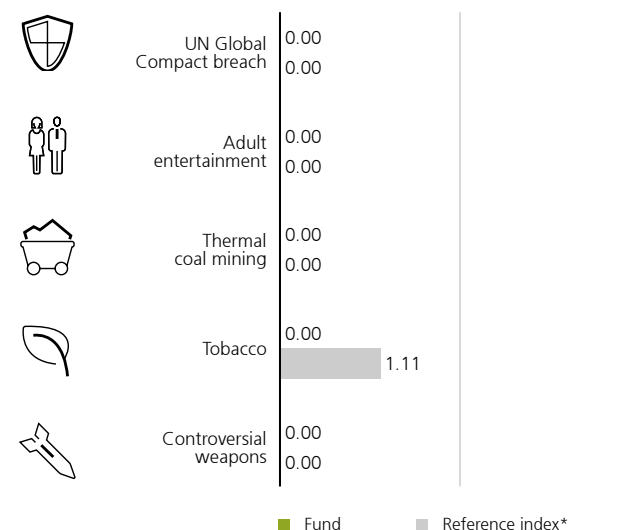 UN Global
Compact breach
0.00
0.00
Adult
entertainment
0.00
0.00
Thermal
coal mining
0.00
0.00
Tobacco
0.00
1.11
Controversial
weapons
0.00
0.00
Fund
Reference index*